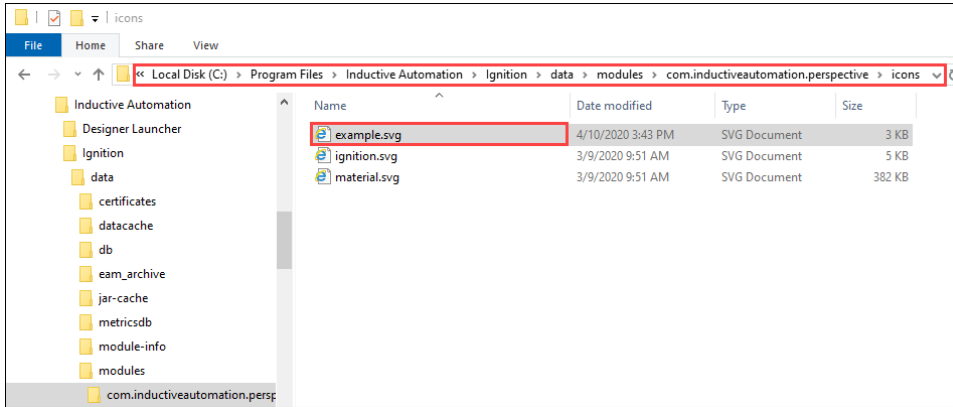 icons
File Home Share View
« Local Disk (C:) > Program Files > Inductive Automation > Ignition > data > modules > com.inductiveautomation.perspective > icons
Inductive Automation
Designer Launcher
Ignition
data
certificates
datacache
db
eam_archive
jar-cache
metricsdb
module-info
modules
com.inductiveautomation.persp
Name Date modified Type Size
example.svg 4/10/2020 3:43 PM SVG Document 3 KB
ignition.svg 3/9/2020 9:51 AM SVG Document 5 KB
material.svg 3/9/2020 9:51 AM SVG Document 382 KB